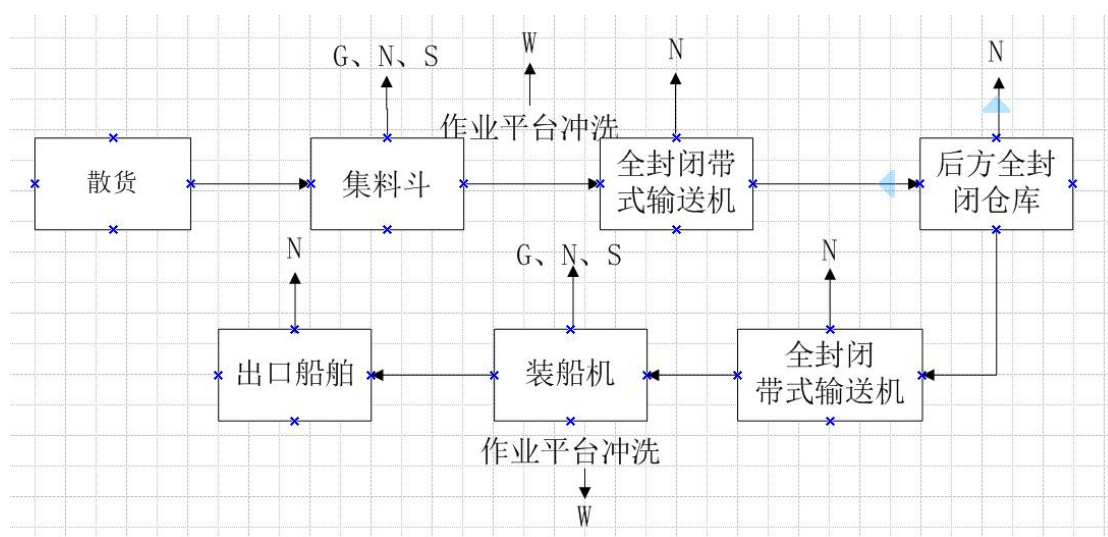 G、N、S
W
N
N
作业平台冲洗
散货
集料斗
全封闭带
式输送机
后方全封
闭仓库
N
G、N、S
N
出口船舶
装船机
全封闭
带式输送机
作业平台冲洗
W